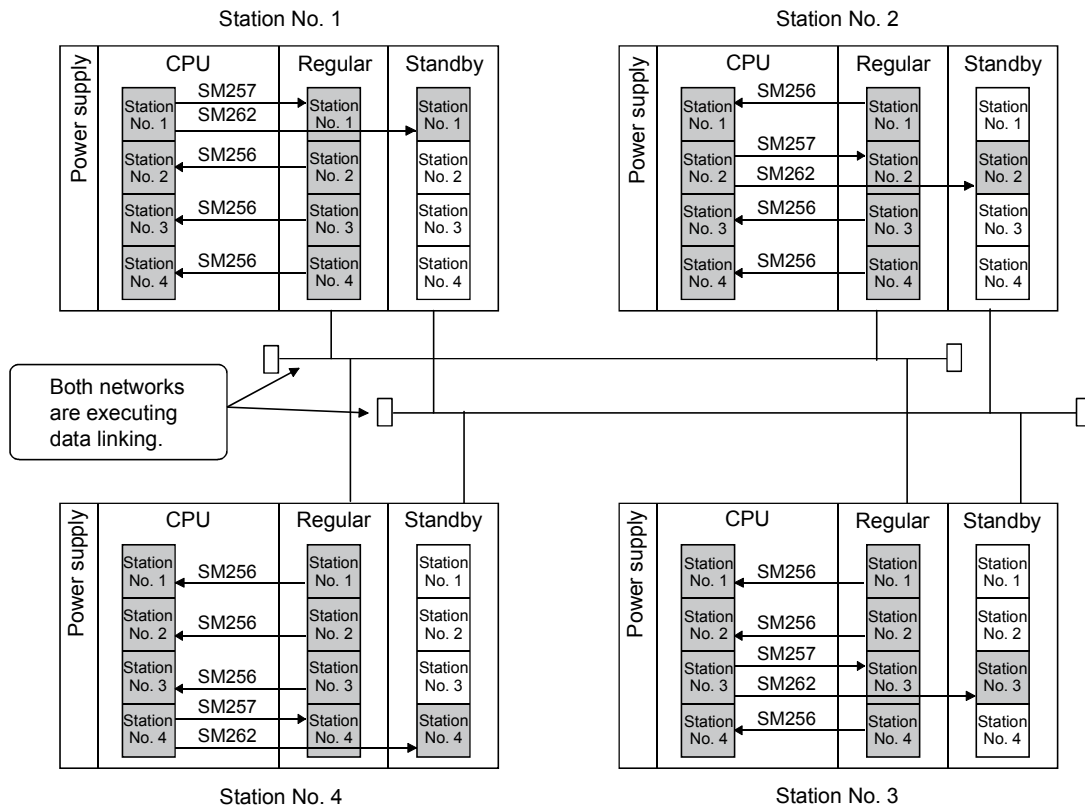 Station No. 1
Power supply
CPU
Regular
Standby
Station
No. 1
Station
No. 2
Station
No. 3
Station
No. 4
SM257
SM262
SM256
SM256
SM256
Station
No. 1
Station
No. 2
Station
No. 3
Station
No. 4
Station
No. 1
Station
No. 2
Station
No. 3
Station
No. 4
Station No. 2
Power supply
CPU
Regular
Standby
Station
No. 1
Station
No. 2
Station
No. 3
Station
No. 4
SM256
SM257
SM262
SM256
SM256
Station
No. 1
Station
No. 2
Station
No. 3
Station
No. 4
Station
No. 1
Station
No. 2
Station
No. 3
Station
No. 4
Both networks
are executing
data linking.
Power supply
CPU
Regular
Standby
Station
No. 1
Station
No. 2
Station
No. 3
Station
No. 4
SM256
SM256
SM256
SM257
SM262
Station
No. 1
Station
No. 2
Station
No. 3
Station
No. 4
Station
No. 1
Station
No. 2
Station
No. 3
Station
No. 4
Station No. 4
Power supply
CPU
Regular
Standby
Station
No. 1
Station
No. 2
Station
No. 3
Station
No. 4
SM256
SM256
SM257
SM262
SM256
Station
No. 1
Station
No. 2
Station
No. 3
Station
No. 4
Station
No. 1
Station
No. 2
Station
No. 3
Station
No. 4
Station No. 3